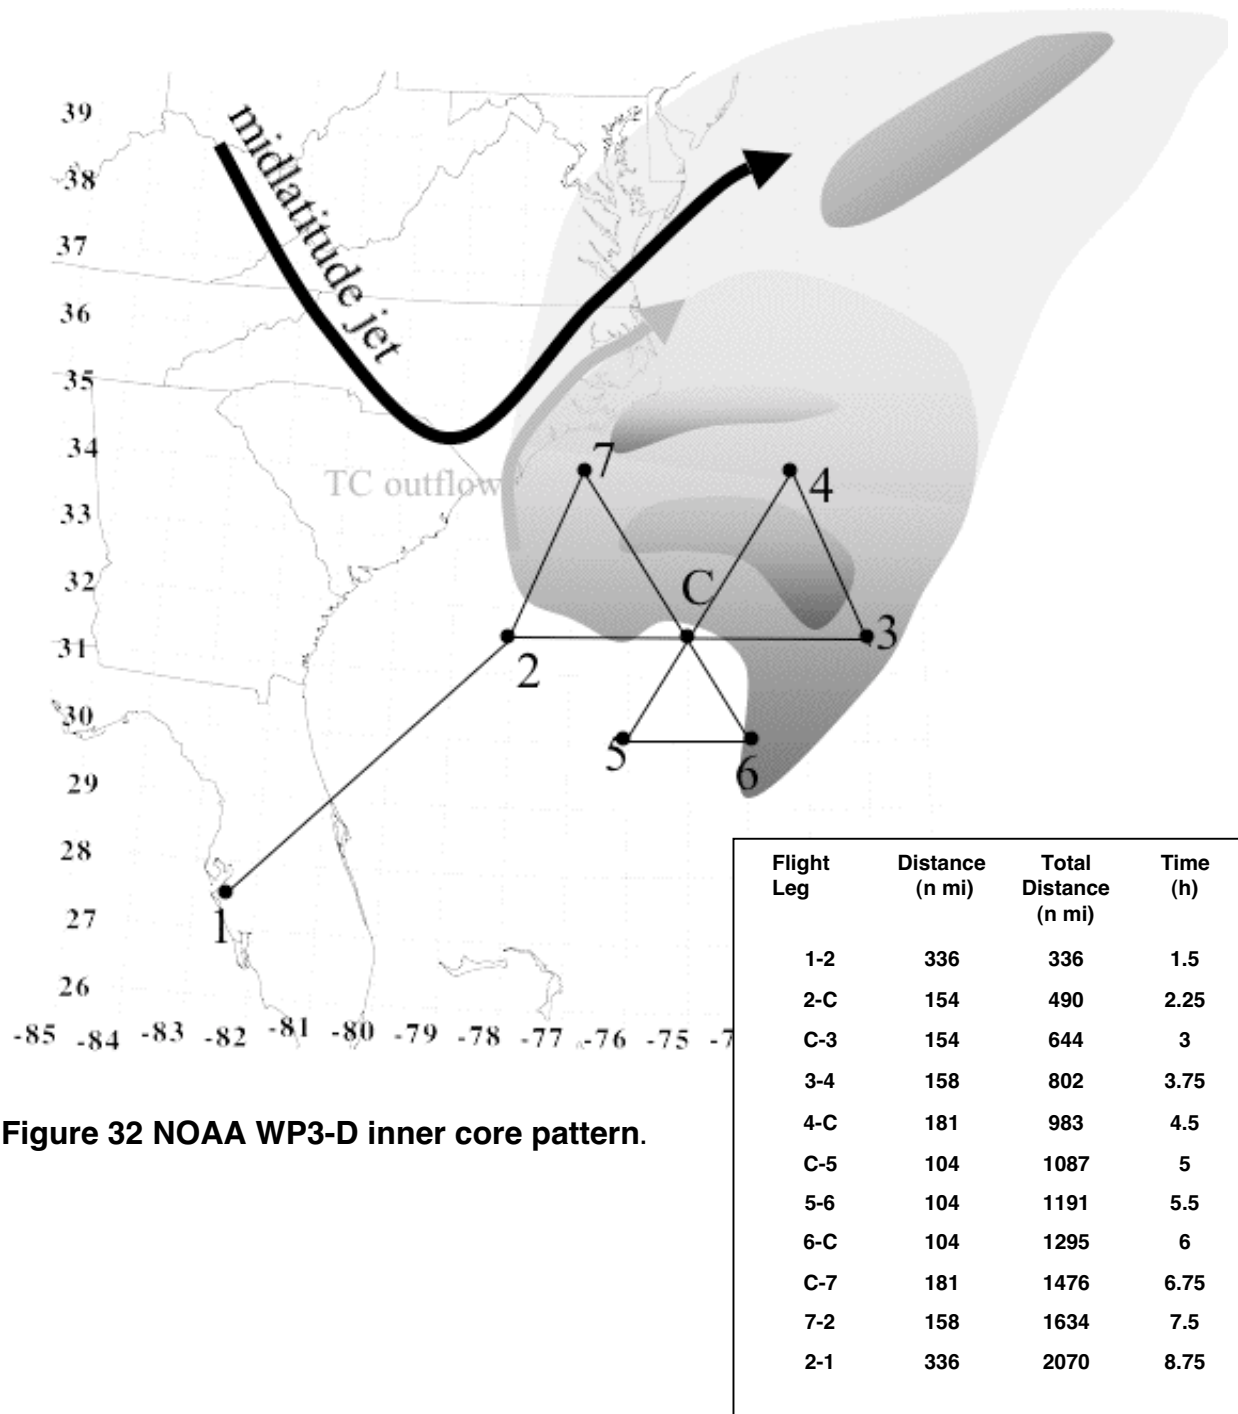 39
38
37
36
35
34
33
32
31
30
29
28
27
26
midlatitude jet
TC outflow
7
4
C
2
3
5
6
1
-85 -84 -83 -82 -81 -80 -79 -78 -77 -76 -75 -7
Flight Distance Total Time
Leg (n mi) Distance (h)
(n mi)
1-2 336 336 1.5
2-C 154 490 2.25
C-3 154 644 3
3-4 158 802 3.75
4-C 181 983 4.5
C-5 104 1087 5
5-6 104 1191 5.5
6-C 104 1295 6
C-7 181 1476 6.75
7-2 158 1634 7.5
2-1 336 2070 8.75
Figure 32 NOAA WP3-D inner core pattern.